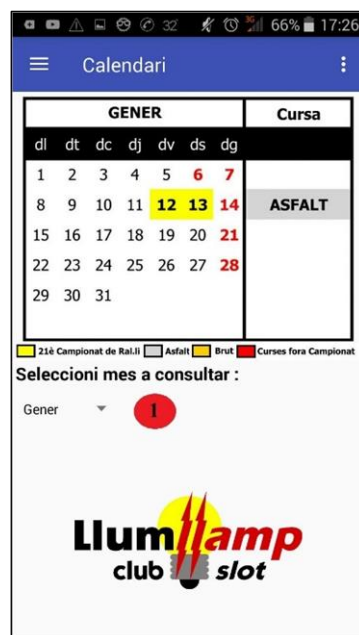 32° 3G 66% 17:26
Calendari
GENER Cursa
dl dt dc dj dv ds dg
1 2 3 4 5 6 7
8 9 10 11 12 13 14 ASFALT
15 16 17 18 19 20 21
22 23 24 25 26 27 28
29 30 31
21è Campionat de Ral.li Asfalt Brut Curses fora Campionat
Seleccioni mes a consultar :
Gener 1
Llumllamp
club slot